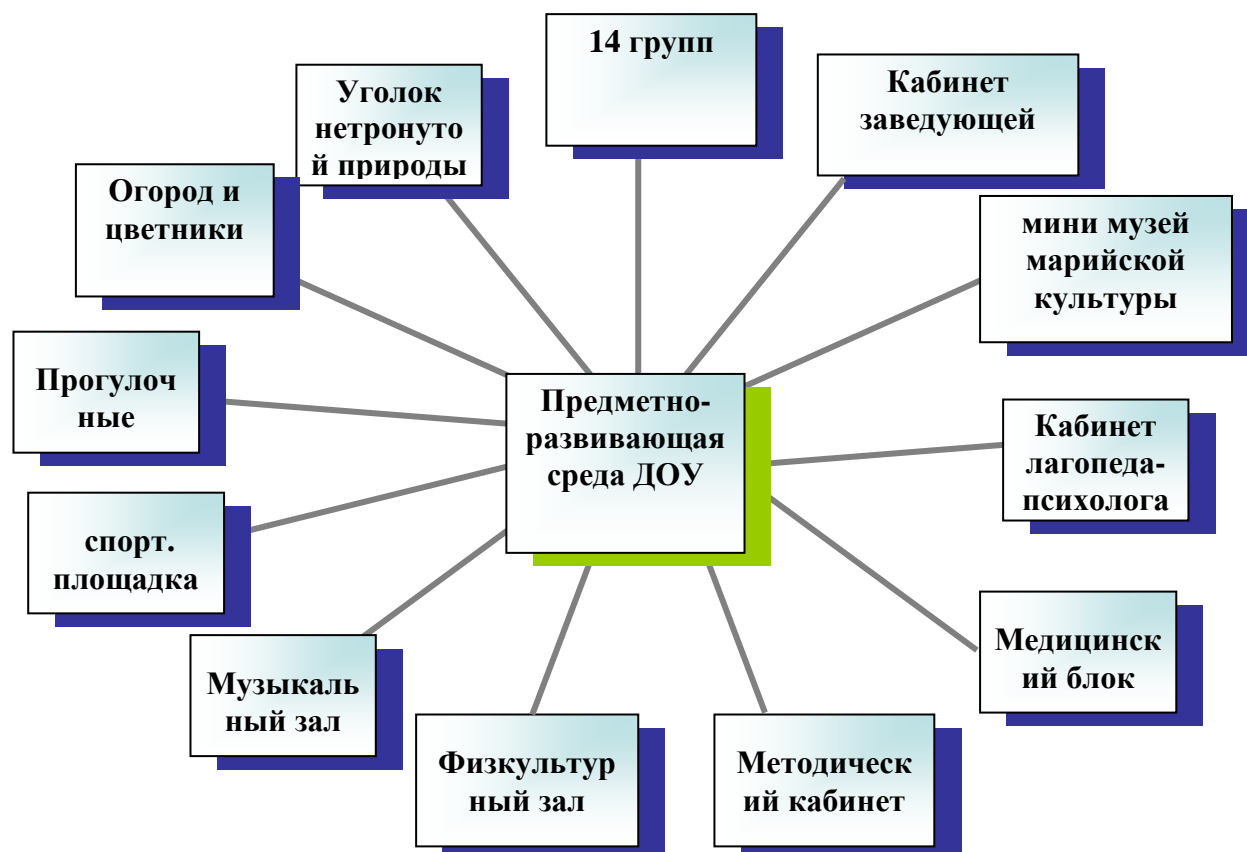 14 групп
Кабинет
заведующей
мини музей
марийской
культуры
Кабинет
лагопеда-
психолога
Медицинск
ий блок
Методическ
ий кабинет
Физкультур
ный зал
Музыкаль
ный зал
спорт.
площадка
Прогулоч
ные
Огород и
цветники
Уголок
нетронуто
й природы
Предметно-
развивающая
среда ДОУ